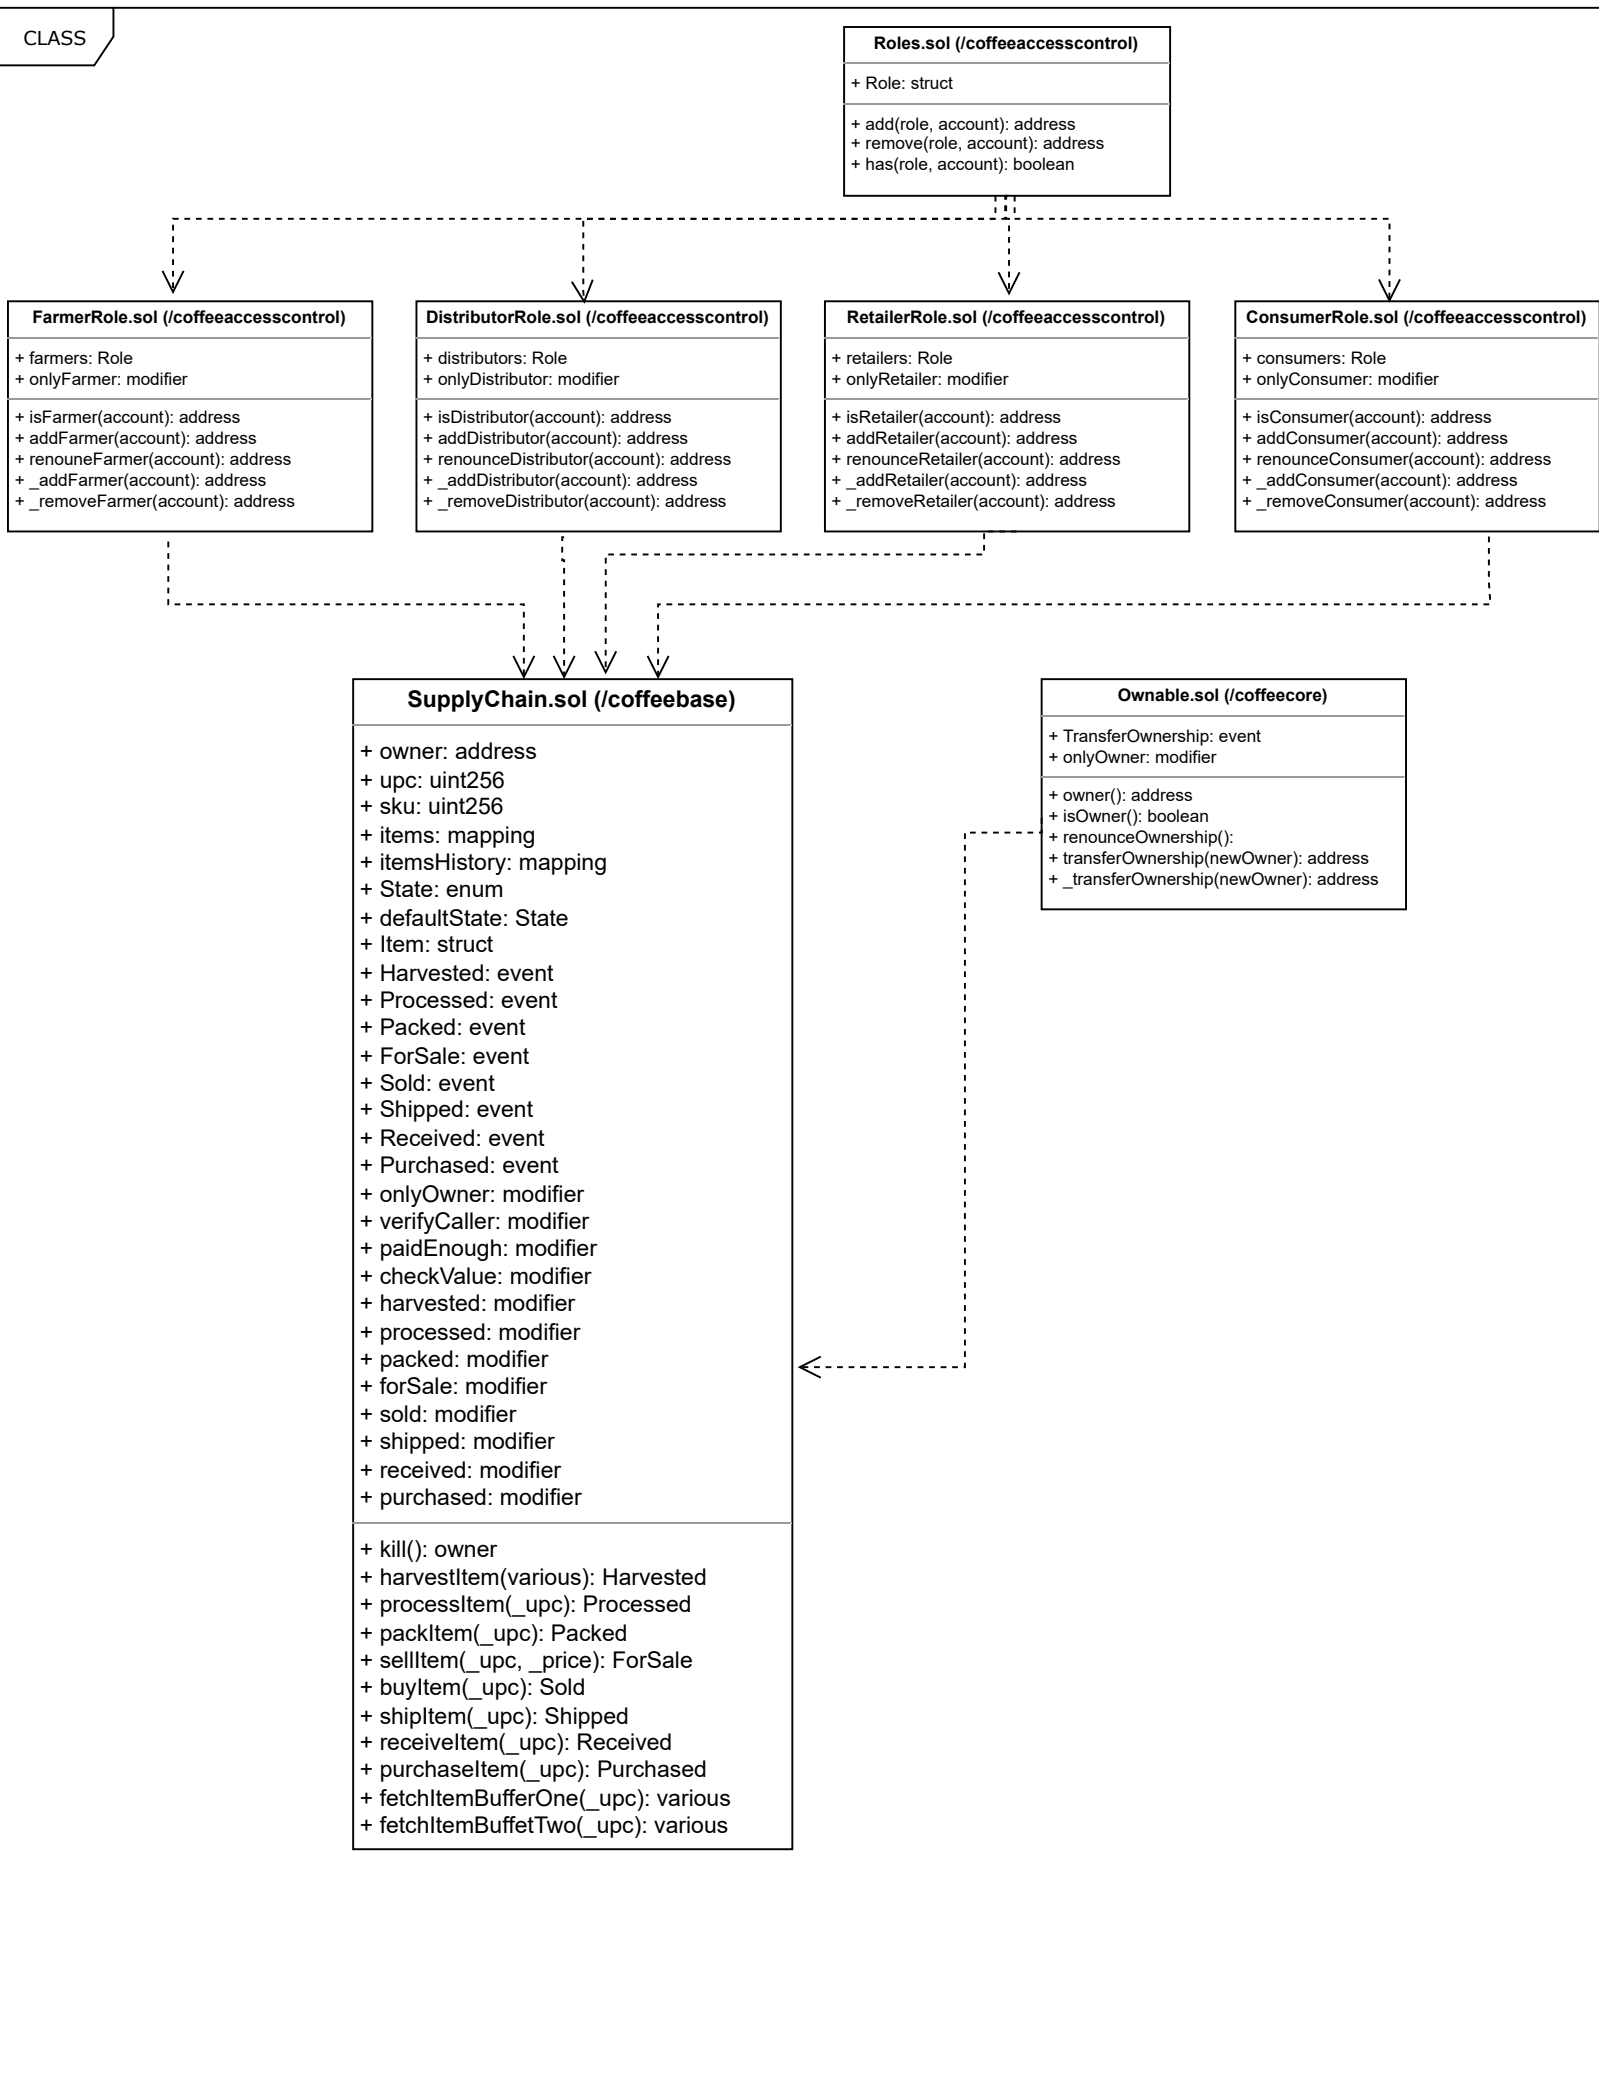 CLASS
Roles.sol (/coffeeaccesscontrol)
+ Role: struct
+ add(role, account): address
+ remove(role, account): address
+ has(role, account): boolean
FarmerRole.sol (/coffeeaccesscontrol)
+ farmers: Role
+ onlyFarmer: modifier
+ isFarmer(account): address
+ addFarmer(account): address
+ renouneFarmer(account): address
+ _addFarmer(account): address
+ _removeFarmer(account): address
DistributorRole.sol (/coffeeaccesscontrol)
+ distributors: Role
+ onlyDistributor: modifier
+ isDistributor(account): address
+ addDistributor(account): address
+ renounceDistributor(account): address
+ _addDistributor(account): address
+ _removeDistributor(account): address
RetailerRole.sol (/coffeeaccesscontrol)
+ retailers: Role
+ onlyRetailer: modifier
+ isRetailer(account): address
+ addRetailer(account): address
+ renounceRetailer(account): address
+ _addRetailer(account): address
+ _removeRetailer(account): address
ConsumerRole.sol (/coffeeaccesscontrol)
+ consumers: Role
+ onlyConsumer: modifier
+ isConsumer(account): address
+ addConsumer(account): address
+ renounceConsumer(account): address
+ _addConsumer(account): address
+ _removeConsumer(account): address
SupplyChain.sol (/coffeebase)
+ owner: address
+ upc: uint256
+ sku: uint256
+ items: mapping
+ itemsHistory: mapping
+ State: enum
+ defaultState: State
+ Item: struct
+ Harvested: event
+ Processed: event
+ Packed: event
+ ForSale: event
+ Sold: event
+ Shipped: event
+ Received: event
+ Purchased: event
+ onlyOwner: modifier
+ verifyCaller: modifier
+ paidEnough: modifier
+ checkValue: modifier
+ harvested: modifier
+ processed: modifier
+ packed: modifier
+ forSale: modifier
+ sold: modifier
+ shipped: modifier
+ received: modifier
+ purchased: modifier
+ kill(): owner
+ harvestItem(various): Harvested
+ processItem(_upc): Processed
+ packItem(_upc): Packed
+ sellItem(_upc, _price): ForSale
+ buyItem(_upc): Sold
+ shipItem(_upc): Shipped
+ receiveItem(_upc): Received
+ purchaseItem(_upc): Purchased
+ fetchItemBufferOne(_upc): various
+ fetchItemBuffetTwo(_upc): various
Ownable.sol (/coffeecore)
+ TransferOwnership: event
+ onlyOwner: modifier
+ owner(): address
+ isOwner(): boolean
+ renounceOwnership():
+ transferOwnership(newOwner): address
+ _transferOwnership(newOwner): address